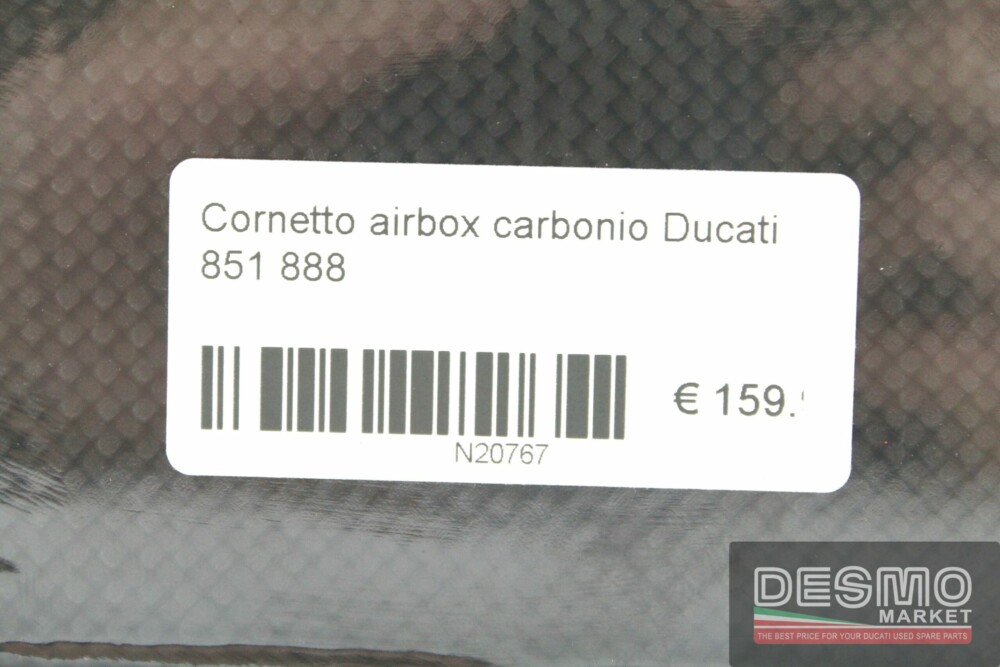 Cornetto airbox carbonio Ducati
851 888
€ 159.
N20767
DESMO
MARKET
THE BEST PRICE FOR YOUR DUCATI USED SPARE PARTS